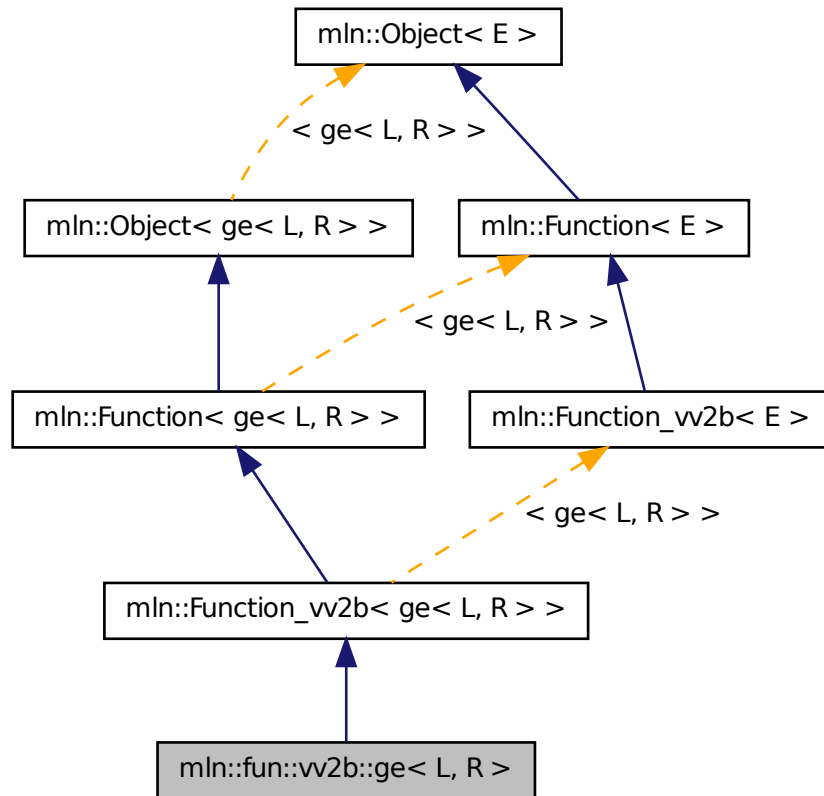 mln::Object< E >
< ge< L, R > >
mln::Object< ge< L, R > >
mln::Function< E >
< ge< L, R > >
mln::Function< ge< L, R > >
mln::Function_vv2b< E >
< ge< L, R > >
mln::Function_vv2b< ge< L, R > >
mln::fun::vv2b::ge< L, R >